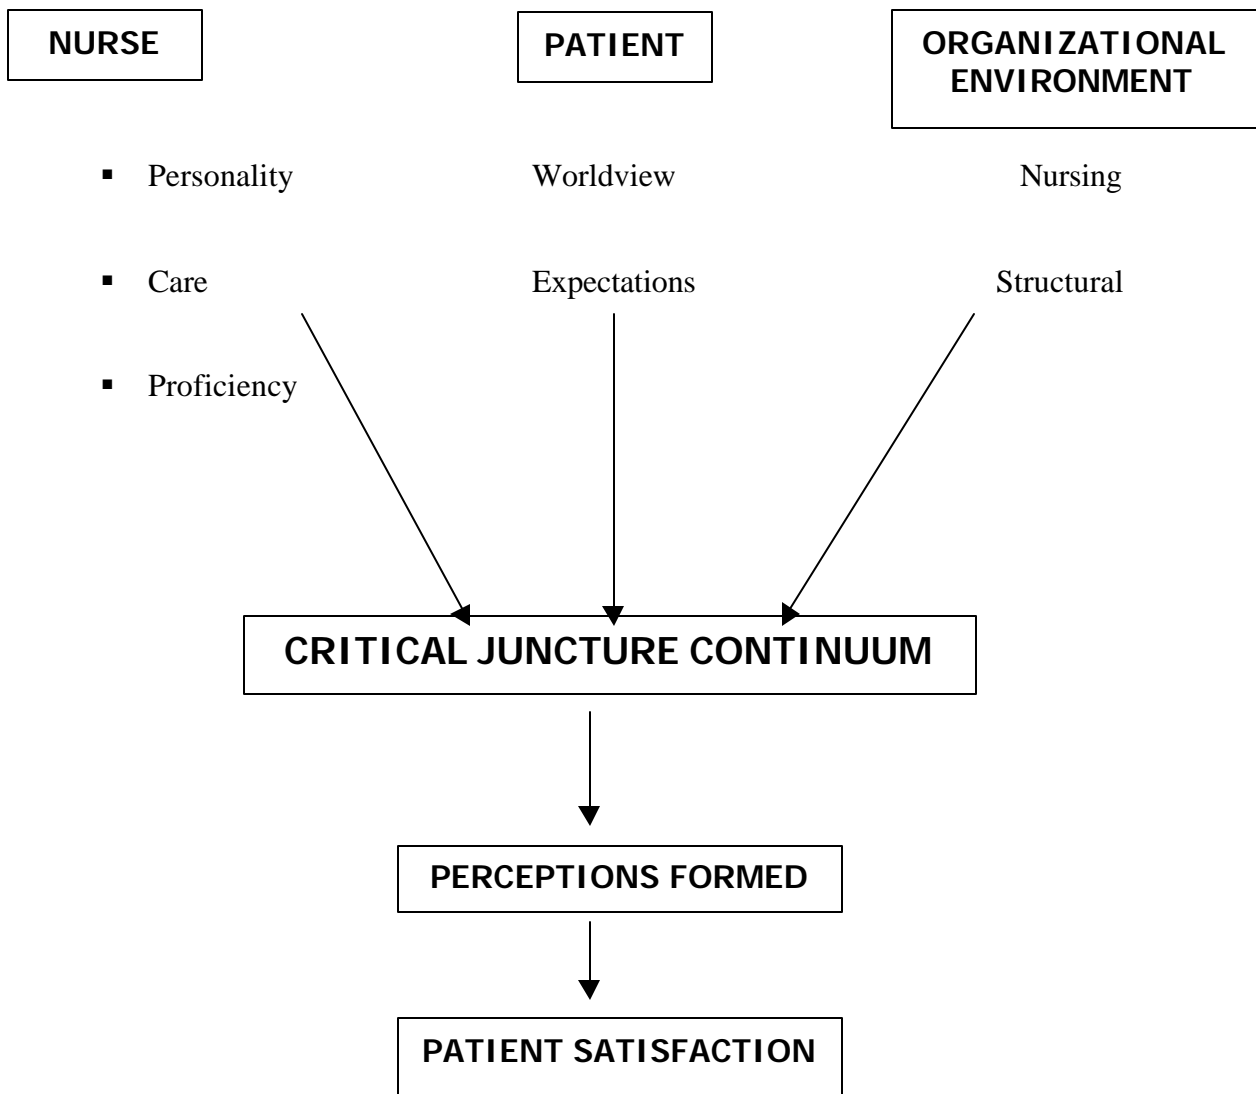 NURSE
PATIENT
ORGANIZATIONAL
ENVIRONMENT
▪ Personality
Worldview
Nursing
▪ Care
Expectations
Structural
▪ Proficiency
CRITICAL JUNCTURE CONTINUUM
PERCEPTIONS FORMED
PATIENT SATISFACTION